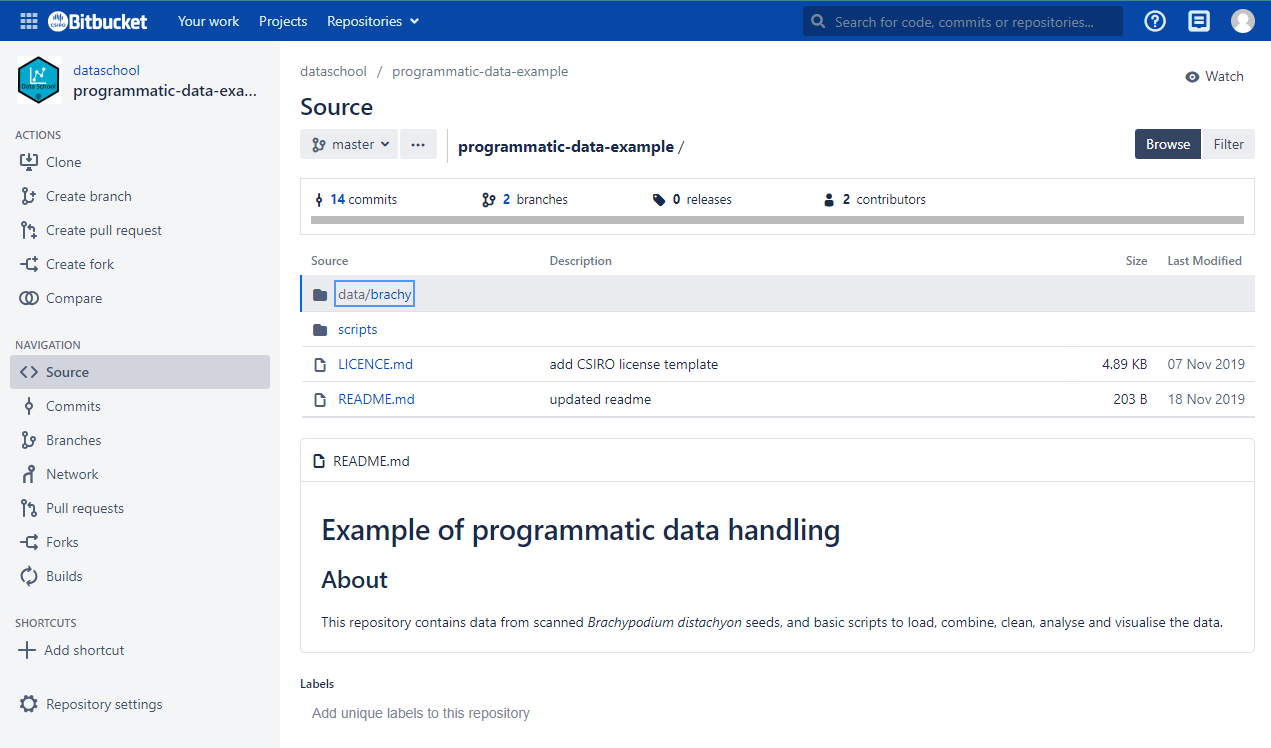 CSIRO Bitbucket Your work Projects Repositories Search for code, commits or repositories...
Data School
dataschool
programmatic-data-exa...
ACTIONS
Clone
Create branch
Create pull request
Create fork
Compare
NAVIGATION
Source
Commits
Branches
Network
Pull requests
Forks
Builds
SHORTCUTS
Add shortcut
Repository settings
dataschool / programmatic-data-example
Watch
Source
master ... programmatic-data-example / Browse Filter
14 commits 2 branches 0 releases 2 contributors
Source Description Size Last Modified
data/brachy
scripts
LICENCE.md add CSIRO license template 4.89 KB 07 Nov 2019
README.md updated readme 203 B 18 Nov 2019
README.md
Example of programmatic data handling
About
This repository contains data from scanned Brachypodium distachyon seeds, and basic scripts to load, combine, clean, analyse and visualise the data.
Labels
Add unique labels to this repository